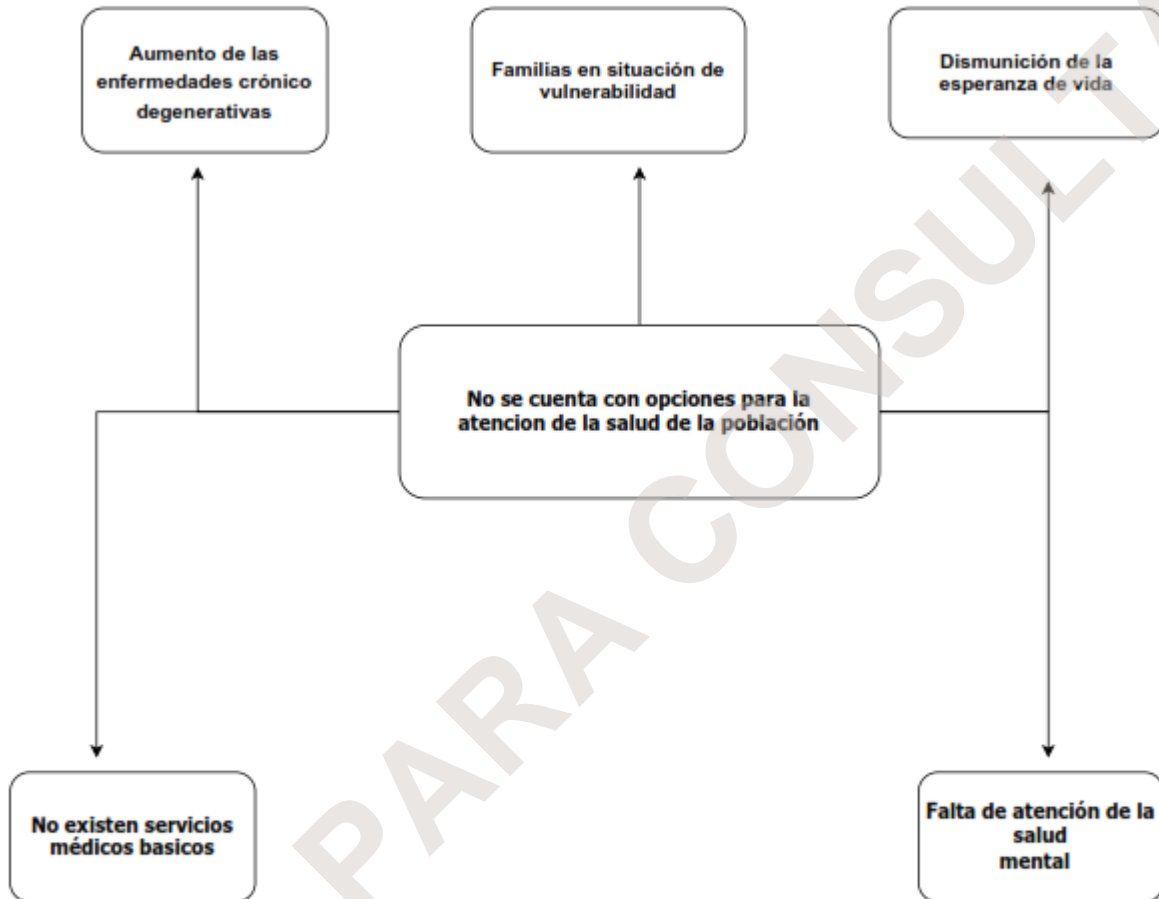 Aumento de las
enfermedades crónico
degenerativas
Familias en situación de
vulnerabilidad
Dismunición de la
esperanza de vida
No se cuenta con opciones para la
atencion de la salud de la población
No existen servicios
médicos basicos
Falta de atención de la
salud
mental
PARA CONSULTA